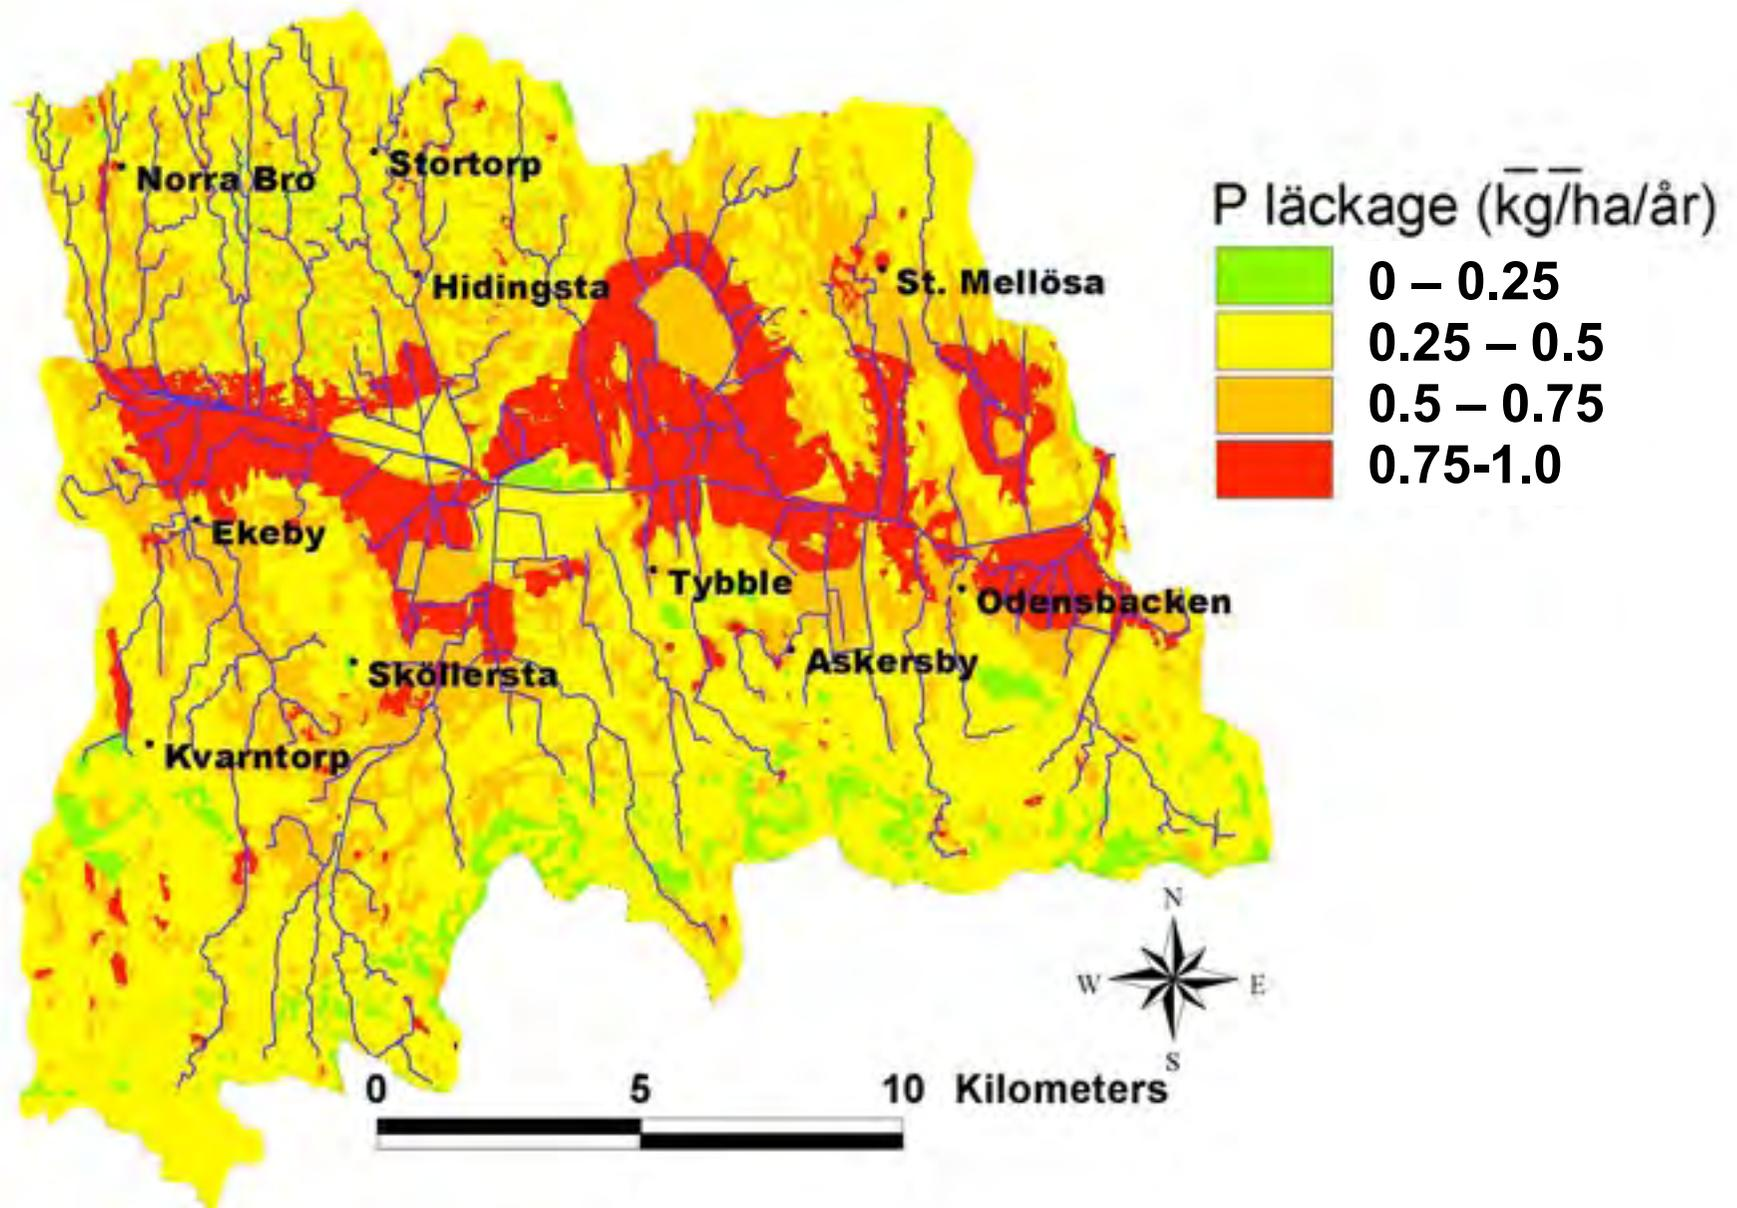 P läckage (kg/ha/år)
0 – 0.25
0.25 – 0.5
0.5 – 0.75
0.75-1.0
Norra Bro
Stortorp
Hidingsta
St. Mellösa
Ekeby
Tybble
Odensbacken
Sköllersta
Askersby
Kvarntorp
N
W E
S
0 5 10 Kilometers